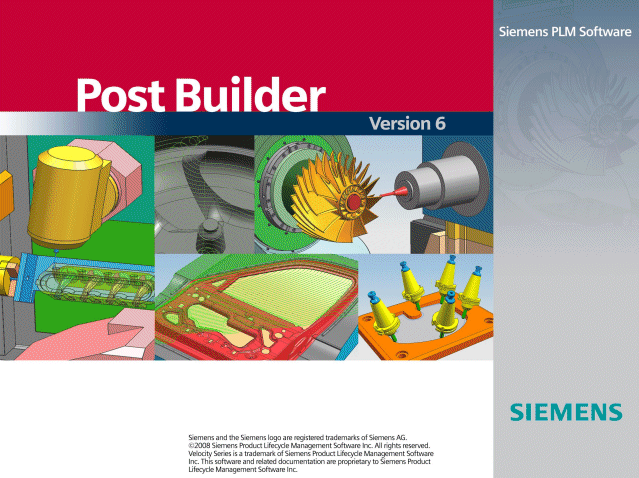 Siemens PLM Software
Post Builder
Version 6
SIEMENS
Siemens and the Siemens logo are registered trademarks of Siemens AG.
©2008 Siemens Product Lifecycle Management Software Inc. All rights reserved.
Velocity Series is a trademark of Siemens Product Lifecycle Management Software
Inc. This software and related documentation are proprietary to Siemens Product
Lifecycle Management Software Inc.